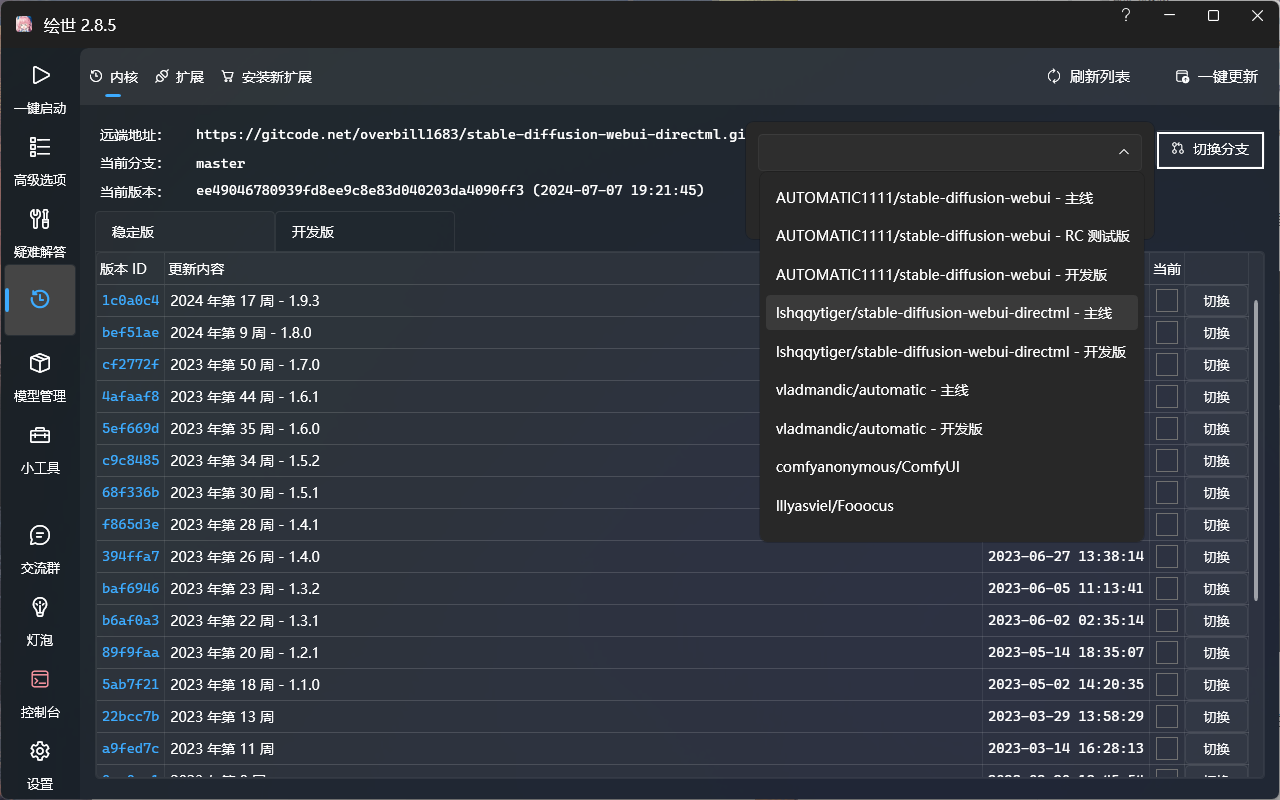 绘世 2.8.5
?
一键启动
高级选项
疑难解答
模型管理
小工具
交流群
灯泡
控制台
设置
内核
扩展
安装新扩展
刷新列表
一键更新
远端地址:
https://gitcode.net/overbill1683/stable-diffusion-webui-directml.gi
当前分支:
master
当前版本:
ee49046780939fd8ee9c8e83d040203da4090ff3 (2024-07-07 19:21:45)
切换分支
AUTOMATIC1111/stable-diffusion-webui - 主线
AUTOMATIC1111/stable-diffusion-webui - RC 测试版
AUTOMATIC1111/stable-diffusion-webui - 开发版
lshqqytiger/stable-diffusion-webui-directml - 主线
lshqqytiger/stable-diffusion-webui-directml - 开发版
vladmandic/automatic - 主线
vladmandic/automatic - 开发版
comfyanonymous/ComfyUI
lllyasviel/Fooocus
稳定版
开发版
版本 ID 更新内容 当前
1c0a0c4 2024 年第 17 周 - 1.9.3 切换
bef51ae 2024 年第 9 周 - 1.8.0 切换
cf2772f 2023 年第 50 周 - 1.7.0 切换
4afaaf8 2023 年第 44 周 - 1.6.1 切换
5ef669d 2023 年第 35 周 - 1.6.0 切换
c9c8485 2023 年第 34 周 - 1.5.2 切换
68f336b 2023 年第 30 周 - 1.5.1 切换
f865d3e 2023 年第 28 周 - 1.4.1 切换
394ffa7 2023 年第 26 周 - 1.4.0 2023-06-27 13:38:14 切换
baf6946 2023 年第 23 周 - 1.3.2 2023-06-05 11:13:41 切换
b6af0a3 2023 年第 22 周 - 1.3.1 2023-06-02 02:35:14 切换
89f9faa 2023 年第 20 周 - 1.2.1 2023-05-14 18:35:07 切换
5ab7f21 2023 年第 18 周 - 1.1.0 2023-05-02 14:20:35 切换
22bcc7b 2023 年第 13 周 2023-03-29 13:58:29 切换
a9fed7c 2023 年第 11 周 2023-03-14 16:28:13 切换